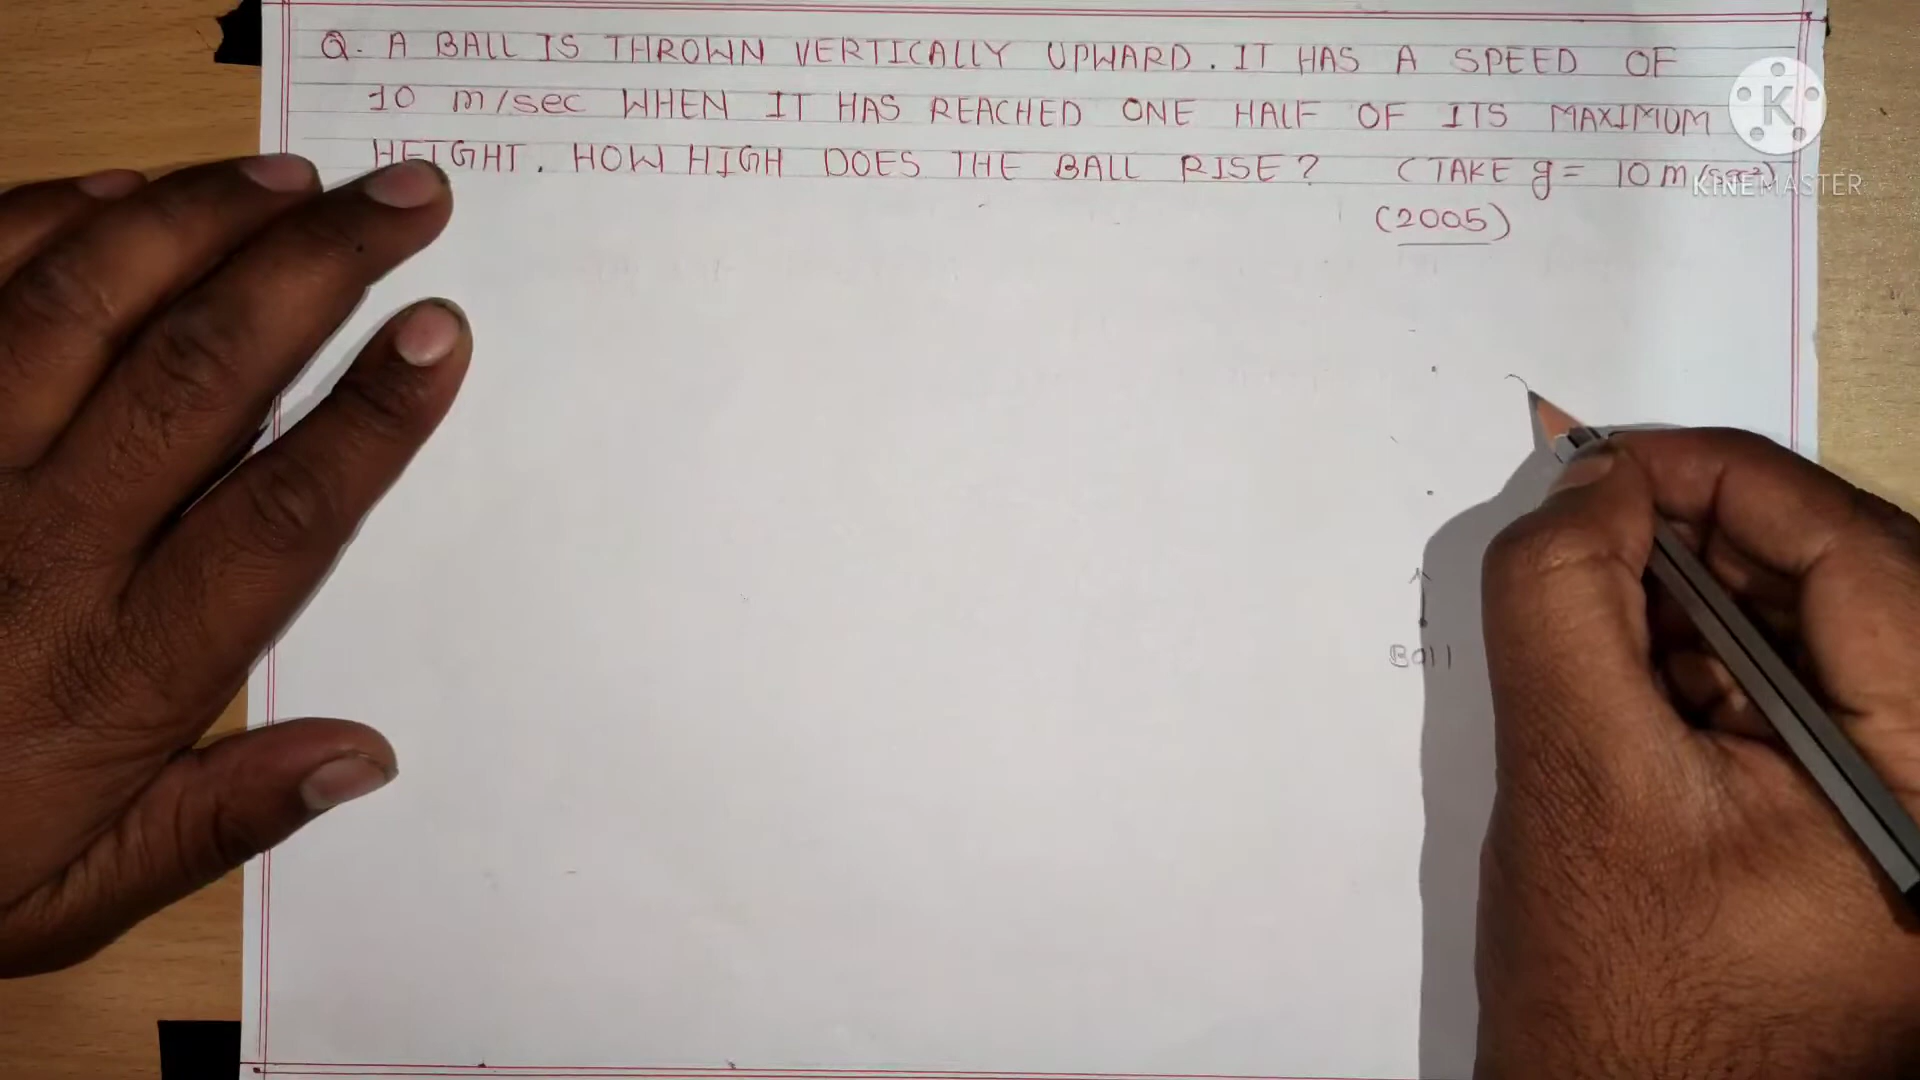 Q. A BALL IS THROWN VERTICALLY UPWARD. IT HAS A SPEED OF
10 m/sec WHEN IT HAS REACHED ONE HALF OF ITS MAXIMUM
HEIGHT. HOW HIGH DOES THE BALL RISE? (TAKE g = 10 m/sec²)
KINEMASTER
(2005)
Ball
K